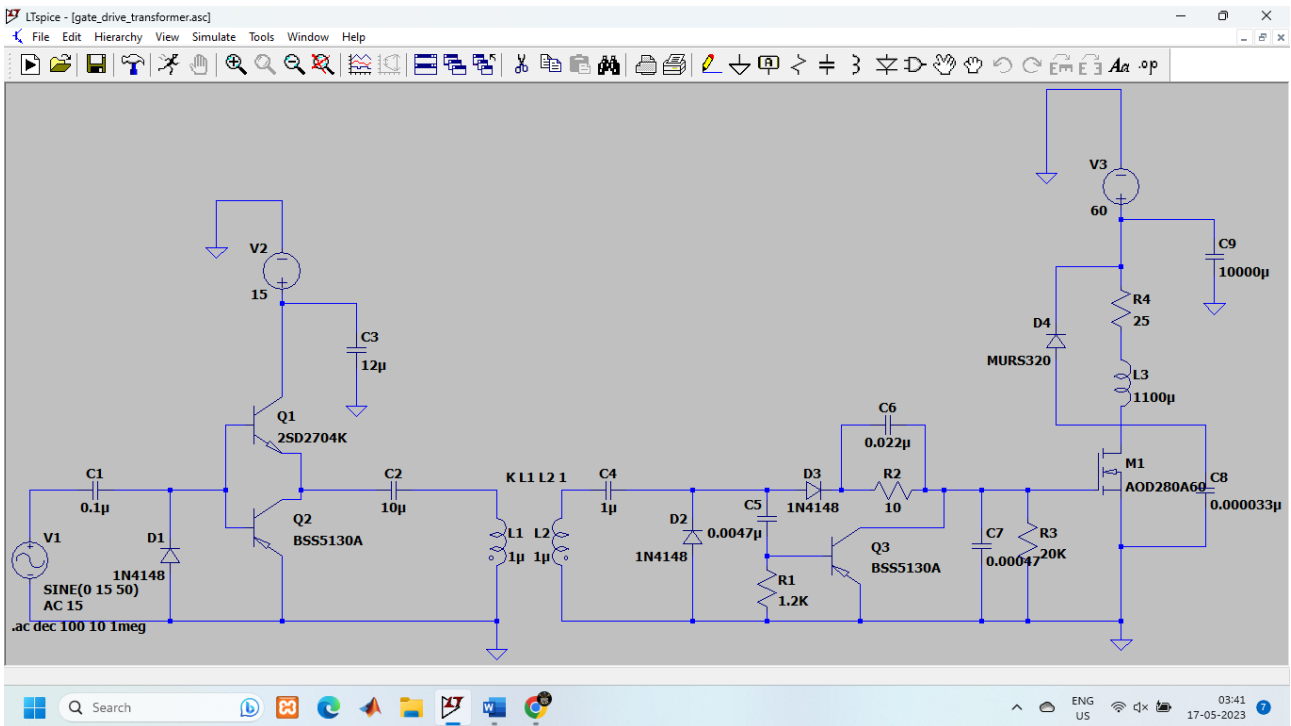 LTspice - [gate_drive_transformer.asc]
File Edit Hierarchy View Simulate Tools Window Help
Aa .op
V3
60
C9
10000µ
V2
15
R4
25
D4
MURS320
C3
12µ
L3
1100µ
Q1
2SD2704K
C6
0.022µ
C1
0.1µ
C2
10µ
K L1 L2 1
C4
1µ
D3
1N4148
R2
10
M1
AOD280A60
C8
0.000033µ
C5
0.0047µ
D2
1N4148
Q2
BSS5130A
V1
D1
1N4148
L1
1µ
L2
1µ
Q3
BSS5130A
C7
0.00047
R3
20K
R1
1.2K
SINE(0 15 50)
AC 15
.ac dec 100 10 1meg
Search
ENG
US
03:41
17-05-2023
7